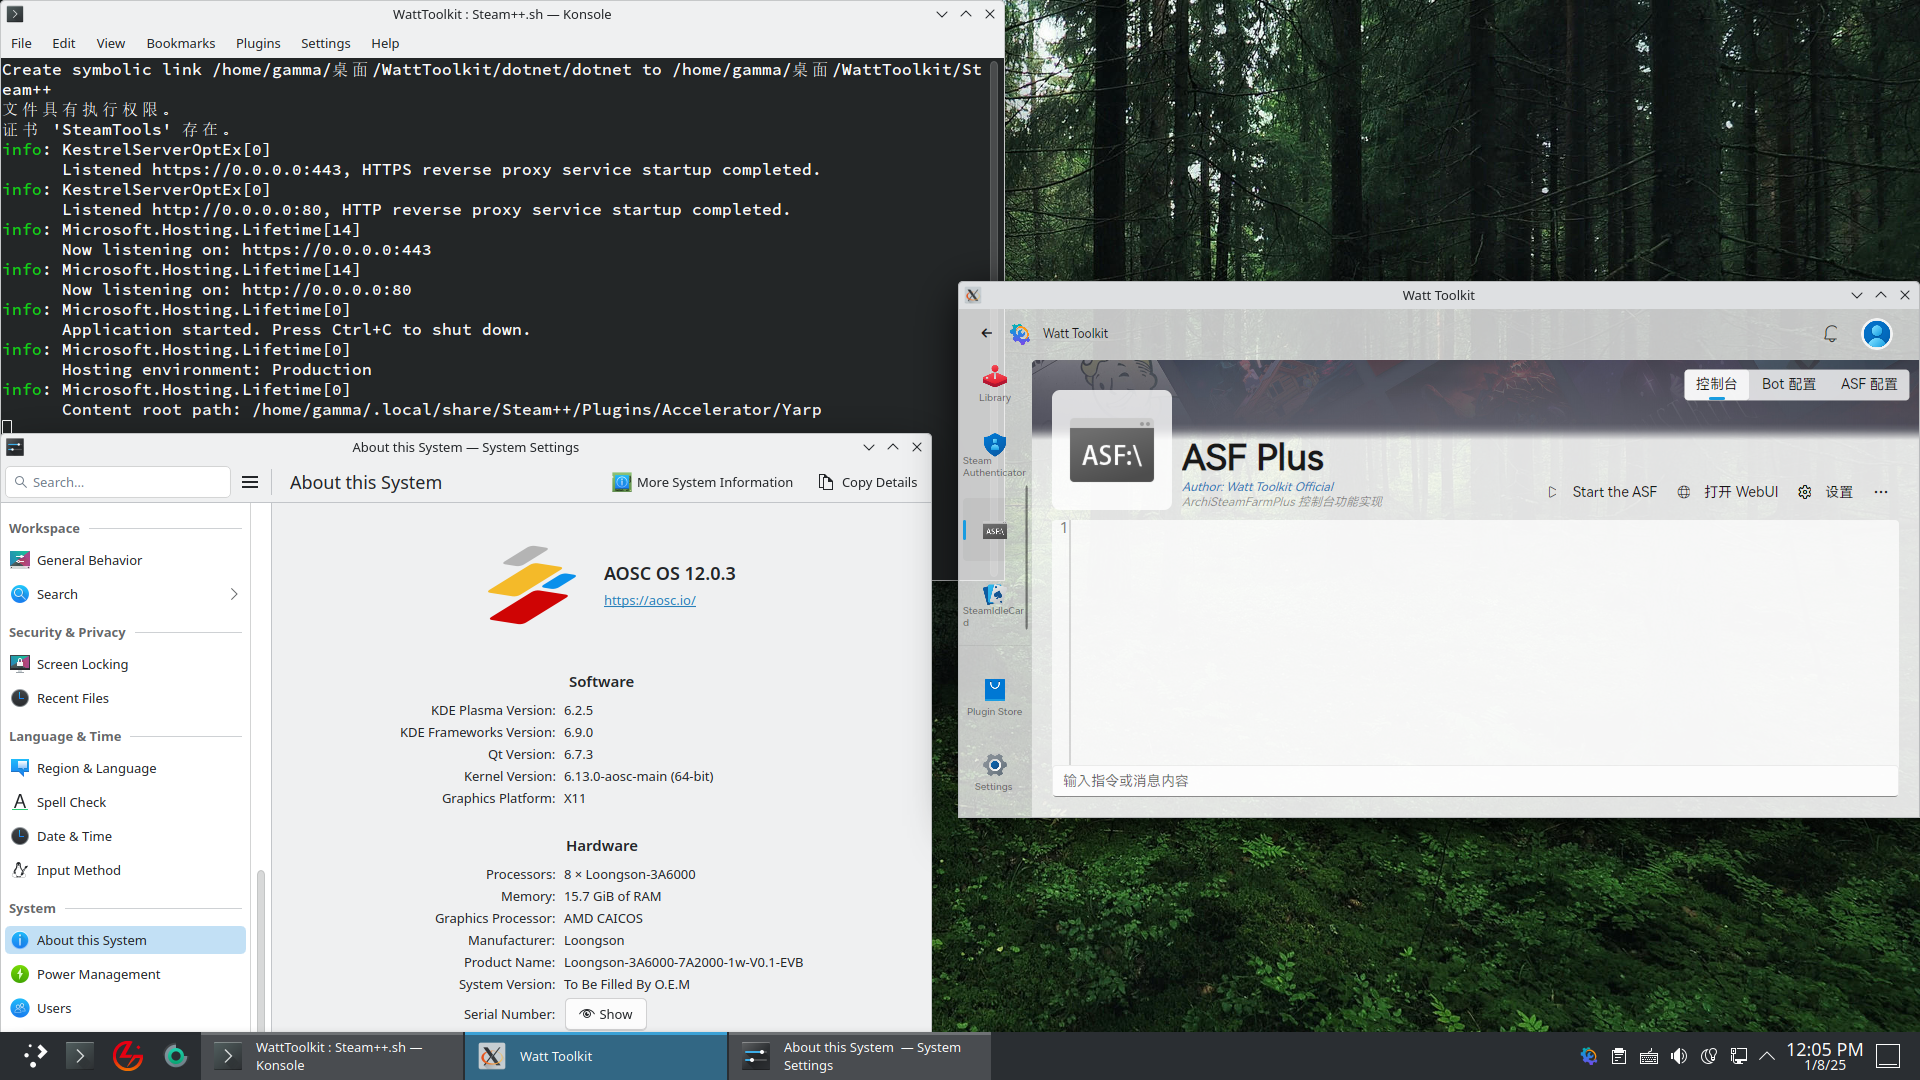 WattToolkit : Steam++.sh — Konsole
File Edit View Bookmarks Plugins Settings Help
Create symbolic link /home/gamma/桌面/WattToolkit/dotnet/dotnet to /home/gamma/桌面/WattToolkit/St
eam++
文件具有执行权限。
证书 'SteamTools' 存在。
info: KestrelServerOptEx[0]
Listened https://0.0.0.0:443, HTTPS reverse proxy service startup completed.
info: KestrelServerOptEx[0]
Listened http://0.0.0.0:80, HTTP reverse proxy service startup completed.
info: Microsoft.Hosting.Lifetime[14]
Now listening on: https://0.0.0.0:443
info: Microsoft.Hosting.Lifetime[14]
Now listening on: http://0.0.0.0:80
info: Microsoft.Hosting.Lifetime[0]
Application started. Press Ctrl+C to shut down.
info: Microsoft.Hosting.Lifetime[0]
Hosting environment: Production
info: Microsoft.Hosting.Lifetime[0]
Content root path: /home/gamma/.local/share/Steam++/Plugins/Accelerator/Yarp
About this System — System Settings
Search...
About this System
More System Information
Copy Details
Workspace
General Behavior
Search
Security & Privacy
Screen Locking
Recent Files
Language & Time
Region & Language
Spell Check
Date & Time
Input Method
System
About this System
Power Management
Users
AOSC OS 12.0.3
https://aosc.io/
Software
KDE Plasma Version: 6.2.5
KDE Frameworks Version: 6.9.0
Qt Version: 6.7.3
Kernel Version: 6.13.0-aosc-main (64-bit)
Graphics Platform: X11
Hardware
Processors: 8 × Loongson-3A6000
Memory: 15.7 GiB of RAM
Graphics Processor: AMD CAICOS
Manufacturer: Loongson
Product Name: Loongson-3A6000-7A2000-1w-V0.1-EVB
System Version: To Be Filled By O.E.M
Serial Number: Show
Watt Toolkit
Watt Toolkit
Library
Steam
Authenticator
ASF:\
SteamIdleCar
d
Plugin Store
Settings
控制台 Bot 配置 ASF 配置
ASF:\
ASF Plus
Author: Watt Toolkit Official
ArchiSteamFarmPlus 控制台功能实现
Start the ASF 打开 WebUI 设置 ...
1
输入指令或消息内容
WattToolkit : Steam++.sh —
Konsole
Watt Toolkit
About this System — System
Settings
12:05 PM
1/8/25